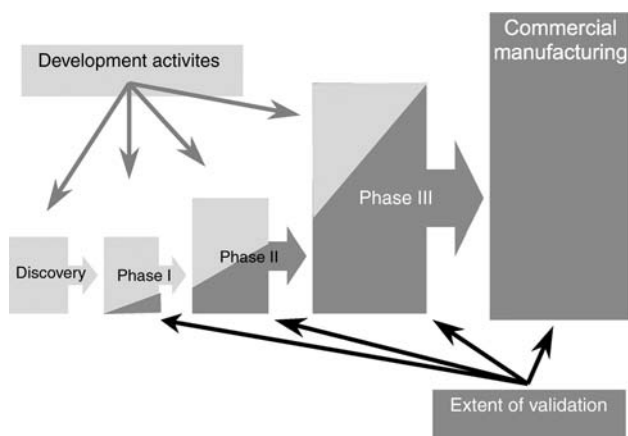 Commercial
manufacturing
Development activites
Phase III
Discovery
Phase I
Phase II
Extent of validation